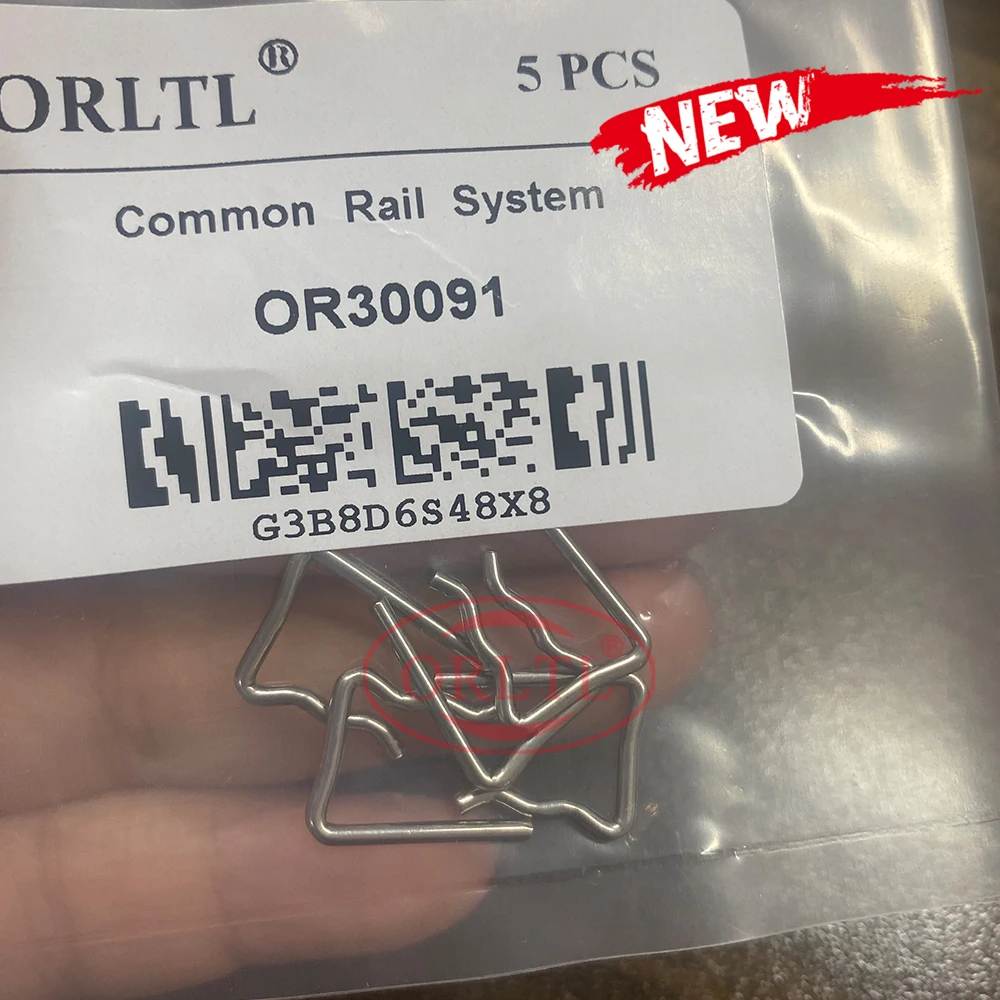 ORLTL®
5 PCS
NEW
Common Rail System
OR30091
G3B8D6S48X8
ORLTL®